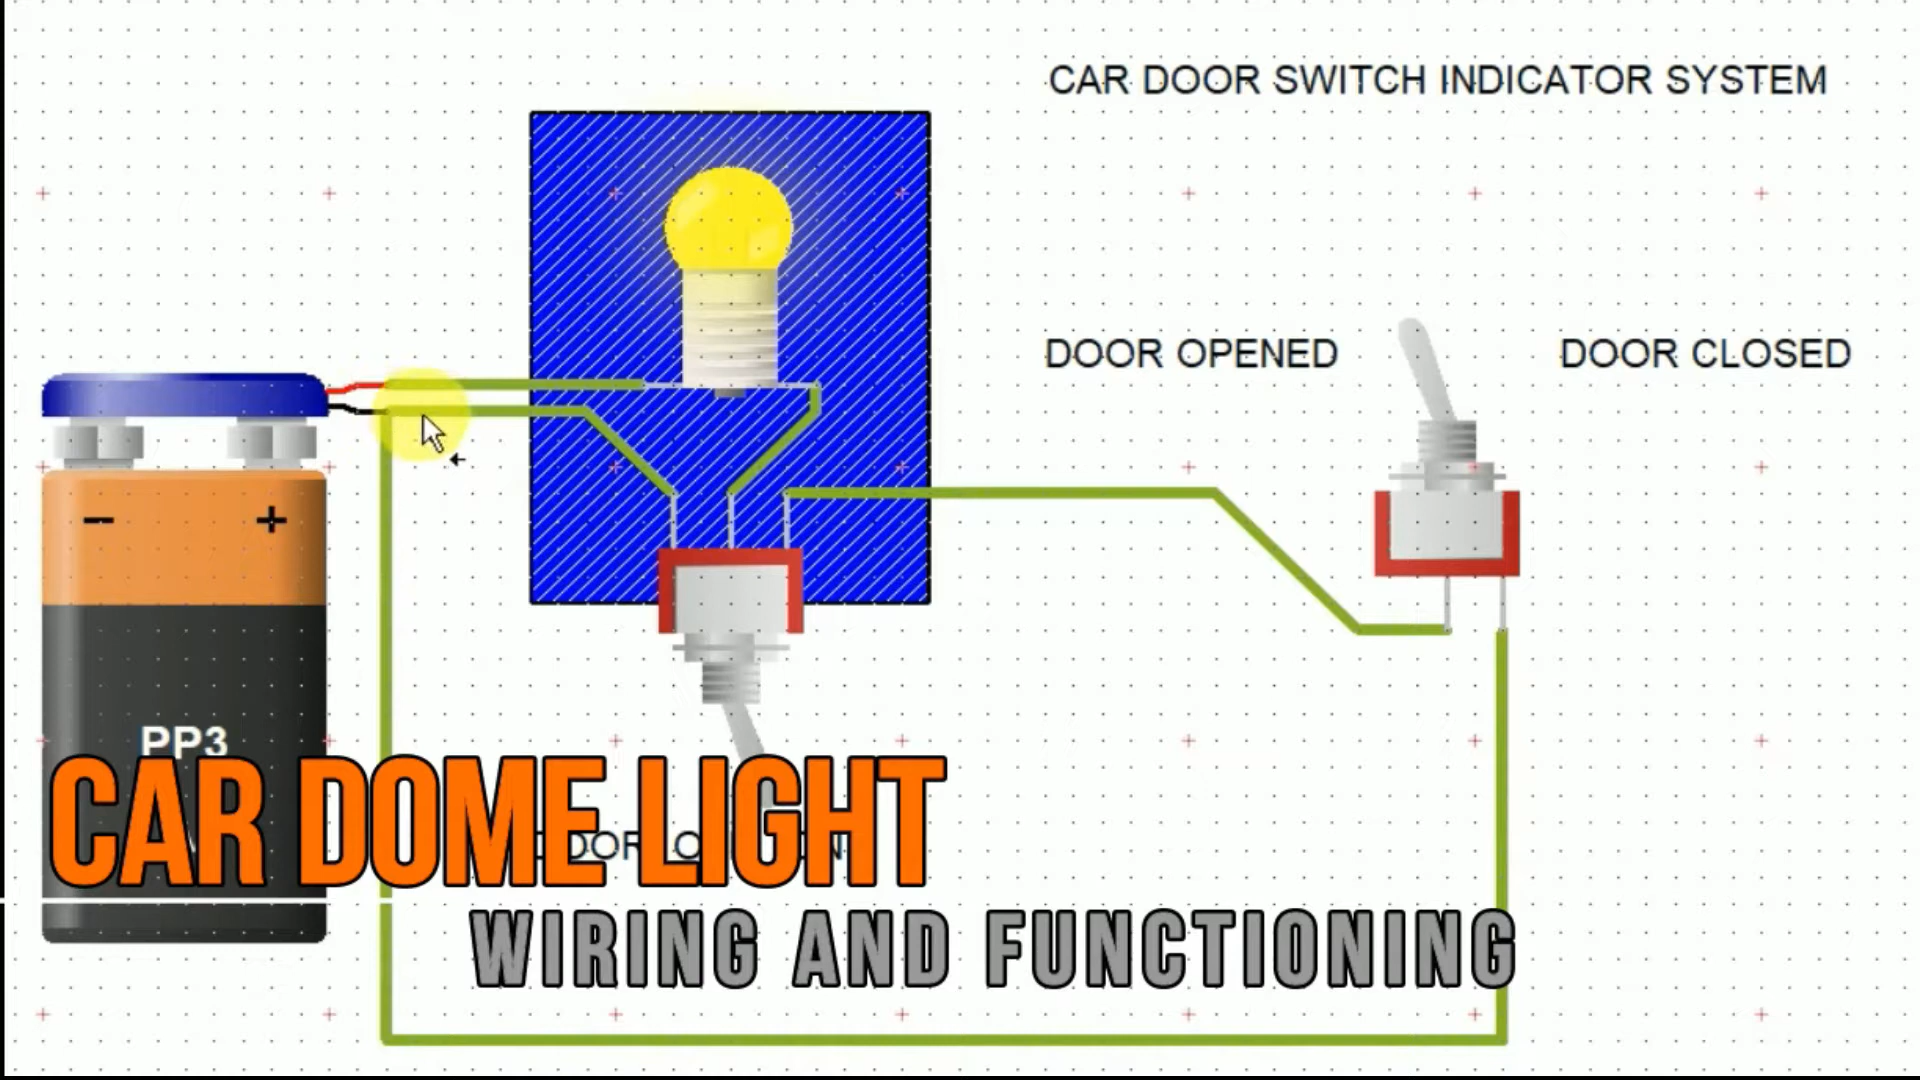 CAR DOOR SWITCH INDICATOR SYSTEM
DOOR OPENED
DOOR CLOSED
− +
PP3
CAR DOME LIGHT
WIRING AND FUNCTIONING